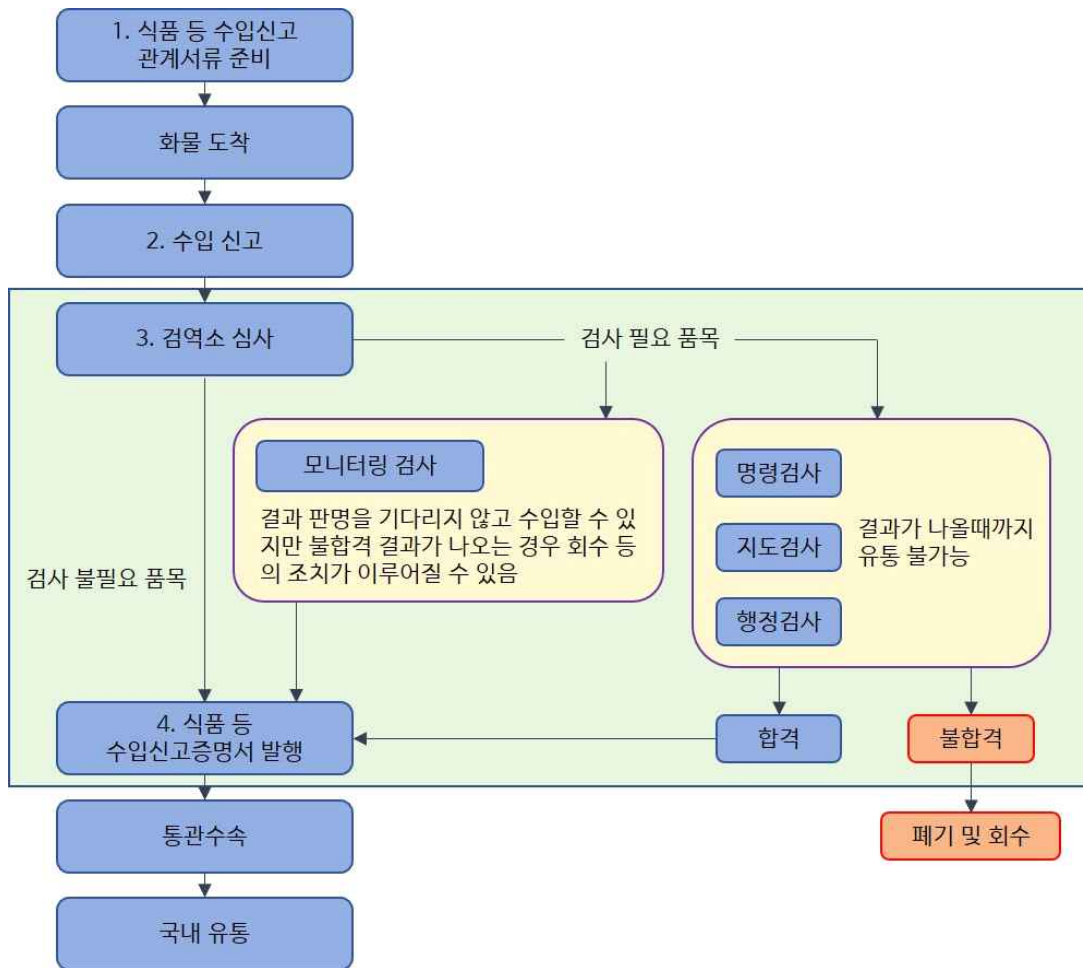 1. 식품 등 수입신고
관계서류 준비
화물 도착
2. 수입 신고
3. 검역소 심사
검사 필요 품목
모니터링 검사
결과 판명을 기다리지 않고 수입할 수 있
지만 불합격 결과가 나오는 경우 회수 등
의 조치가 이루어질 수 있음
명령검사
지도검사
행정검사
결과가 나올때까지
유통 불가능
검사 불필요 품목
4. 식품 등
수입신고증명서 발행
합격
불합격
통관수속
폐기 및 회수
국내 유통